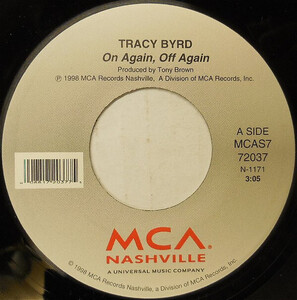 TRACY BYRD
On Again, Off Again
Produced by Tony Brown
℗ 1998 MCA Records Nashville, A Division of MCA Records, Inc.
A SIDE
MCAS7
72037
N-1171
3:05
MCA
NASHVILLE
A UNIVERSAL MUSIC COMPANY
© 1998 MCA Records Nashville, a Division of MCA Records, Inc.